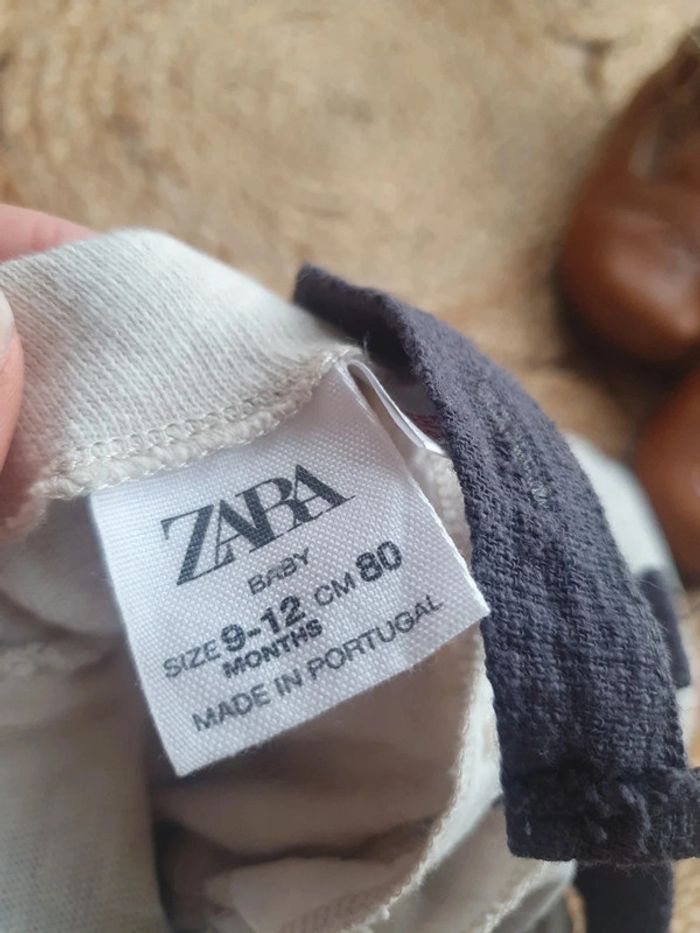 ZARA
BABY
SIZE 9-12 CM 80
MONTHS
MADE IN PORTUGAL